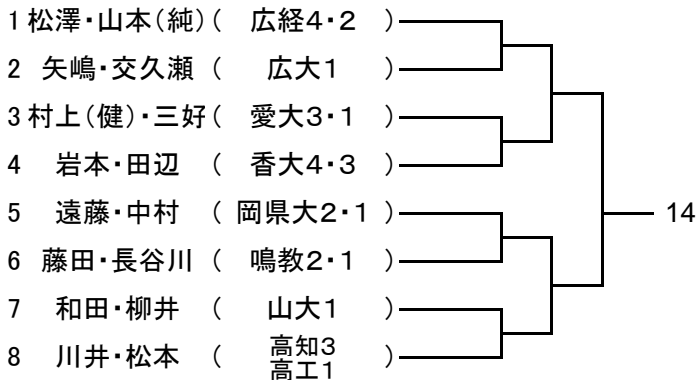 1 松澤・山本(純) ( 広経4・2 )
2 矢嶋・交久瀬 ( 広大1 )
3 村上(健)・三好 ( 愛大3・1 )
4 岩本・田辺 ( 香大4・3 )
5 遠藤・中村 ( 岡県大2・1 )
14
6 藤田・長谷川 ( 鳴教2・1 )
7 和田・柳井 ( 山大1 )
8 川井・松本 ( 高知3 高工1 )